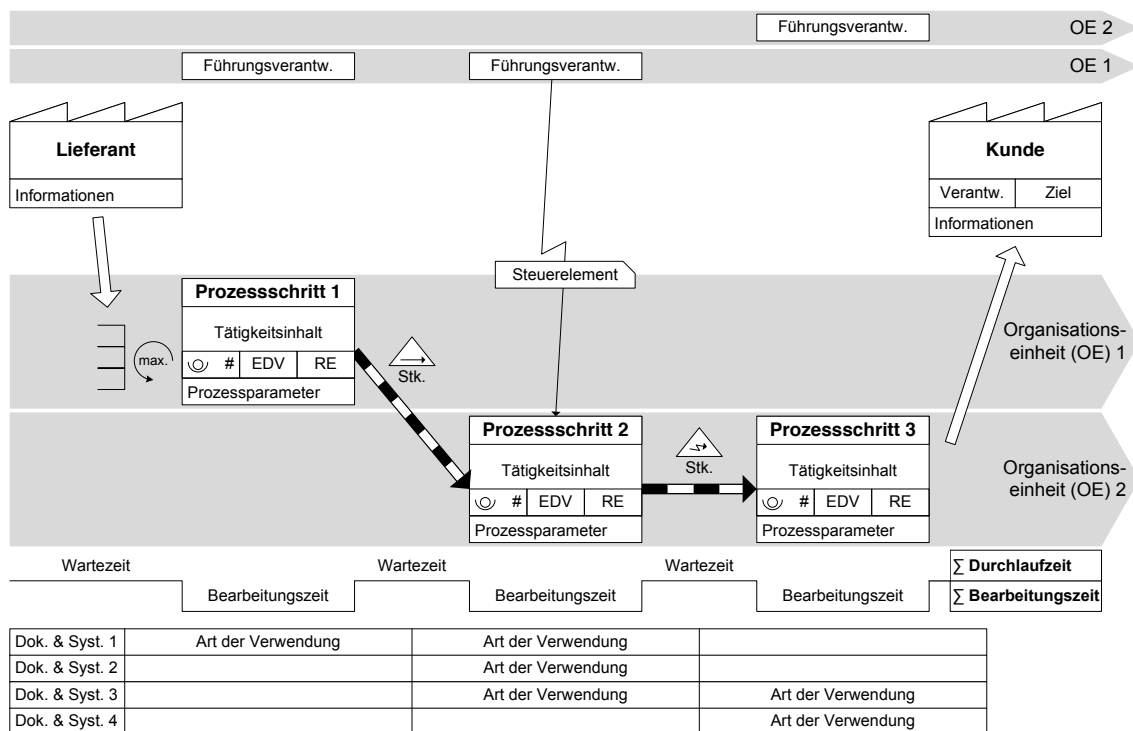 Führungsverantw.
OE 2
Führungsverantw.
Führungsverantw.
OE 1
Lieferant
Informationen
Kunde
Verantw.
Ziel
Informationen
Steuerelement
Prozessschritt 1
Tätigkeitsinhalt
# EDV RE
Prozessparameter
max.
Stk.
Organisations-
einheit (OE) 1
Prozessschritt 2
Tätigkeitsinhalt
# EDV RE
Prozessparameter
Stk.
Prozessschritt 3
Tätigkeitsinhalt
# EDV RE
Prozessparameter
Organisations-
einheit (OE) 2
Wartezeit
Wartezeit
Wartezeit
∑ Durchlaufzeit
Bearbeitungszeit
Bearbeitungszeit
Bearbeitungszeit
∑ Bearbeitungszeit
Dok. & Syst. 1 Art der Verwendung Art der Verwendung
Dok. & Syst. 2 Art der Verwendung
Dok. & Syst. 3 Art der Verwendung Art der Verwendung
Dok. & Syst. 4 Art der Verwendung